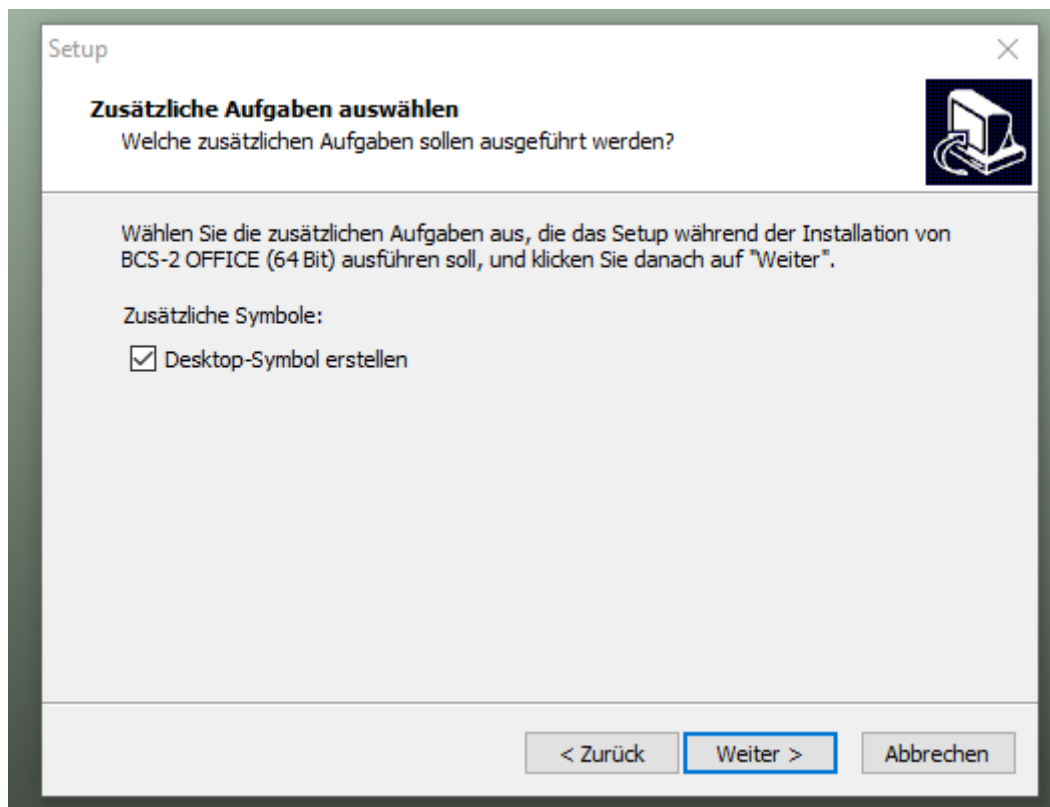 Setup
Zusätzliche Aufgaben auswählen
Welche zusätzlichen Aufgaben sollen ausgeführt werden?
Wählen Sie die zusätzlichen Aufgaben aus, die das Setup während der Installation von
BCS-2 OFFICE (64 Bit) ausführen soll, und klicken Sie danach auf "Weiter".
Zusätzliche Symbole:
Desktop-Symbol erstellen
< Zurück
Weiter >
Abbrechen